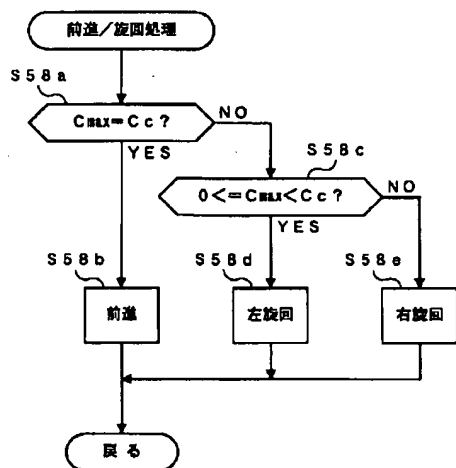 前進／旋回処理
S58a
Cmax=Cc?
NO
YES
S58c
0<=Cmax<Cc?
NO
YES
S58b
S58d
S58e
前進
左旋回
右旋回
戻る